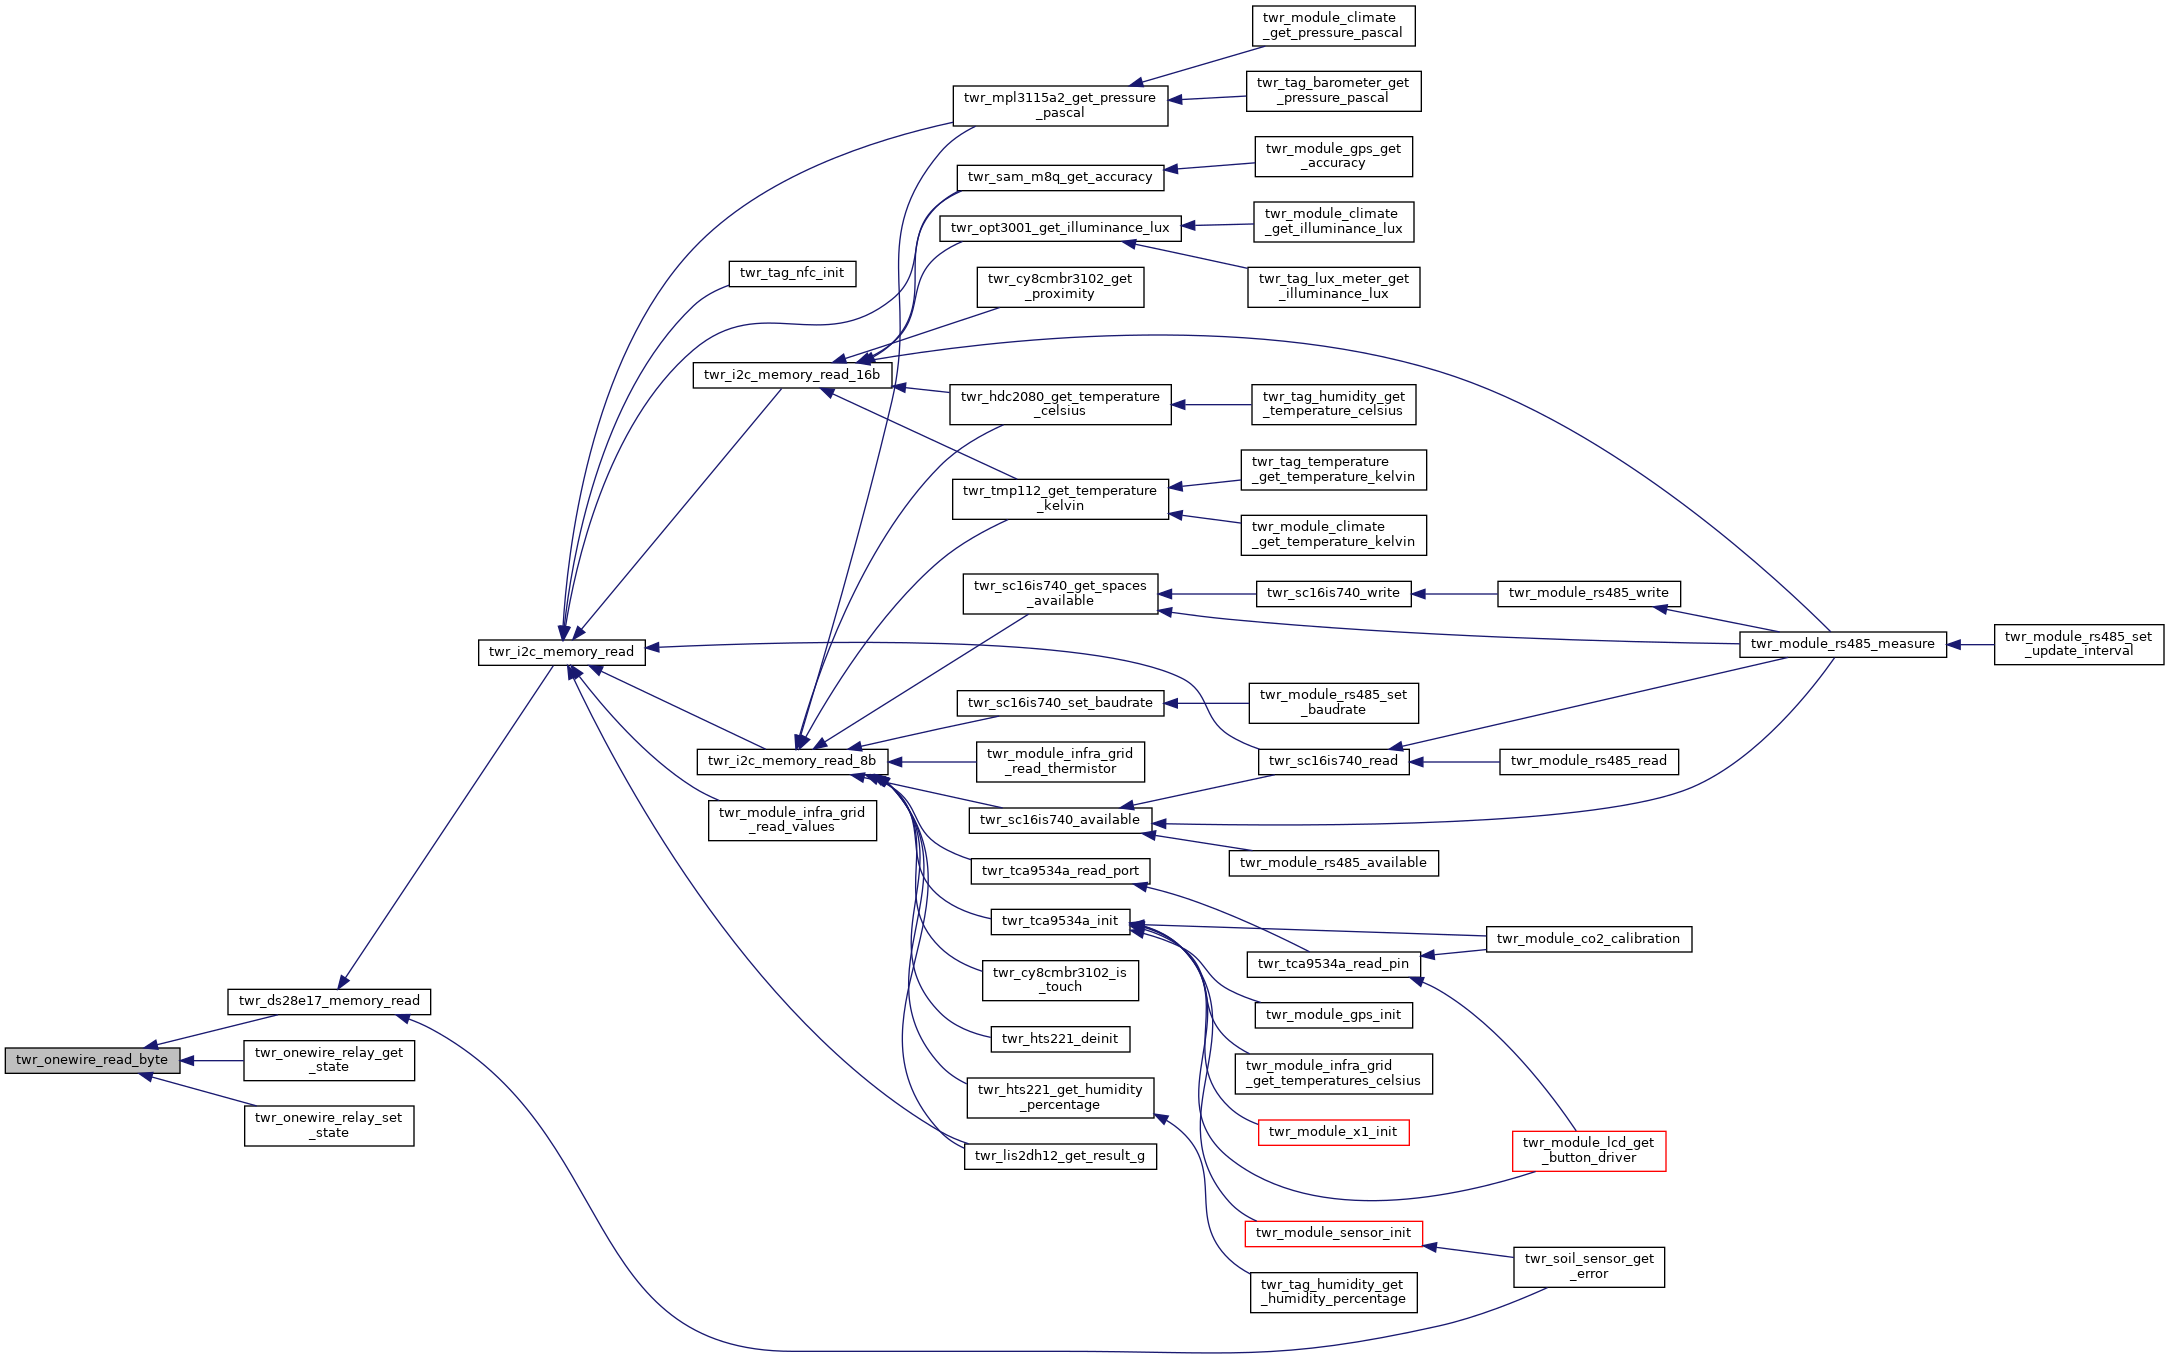 twr_module_climate
_get_pressure_pascal
twr_mpl3115a2_get_pressure
_pascal
twr_tag_barometer_get
_pressure_pascal
twr_module_gps_get
_accuracy
twr_sam_m8q_get_accuracy
twr_opt3001_get_illuminance_lux
twr_module_climate
_get_illuminance_lux
twr_tag_nfc_init
twr_cy8cmbr3102_get
_proximity
twr_tag_lux_meter_get
_illuminance_lux
twr_i2c_memory_read_16b
twr_hdc2080_get_temperature
_celsius
twr_tag_humidity_get
_temperature_celsius
twr_tmp112_get_temperature
_kelvin
twr_tag_temperature
_get_temperature_kelvin
twr_module_climate
_get_temperature_kelvin
twr_sc16is740_get_spaces
_available
twr_sc16is740_write
twr_module_rs485_write
twr_i2c_memory_read
twr_module_rs485_measure
twr_module_rs485_set
_update_interval
twr_sc16is740_set_baudrate
twr_module_rs485_set
_baudrate
twr_i2c_memory_read_8b
twr_module_infra_grid
_read_thermistor
twr_sc16is740_read
twr_module_rs485_read
twr_module_infra_grid
_read_values
twr_sc16is740_available
twr_module_rs485_available
twr_tca9534a_read_port
twr_tca9534a_init
twr_module_co2_calibration
twr_tca9534a_read_pin
twr_cy8cmbr3102_is
_touch
twr_ds28e17_memory_read
twr_module_gps_init
twr_onewire_read_byte
twr_onewire_relay_get
_state
twr_hts221_deinit
twr_module_infra_grid
_get_temperatures_celsius
twr_onewire_relay_set
_state
twr_hts221_get_humidity
_percentage
twr_module_x1_init
twr_lis2dh12_get_result_g
twr_module_lcd_get
_button_driver
twr_module_sensor_init
twr_soil_sensor_get
_error
twr_tag_humidity_get
_humidity_percentage